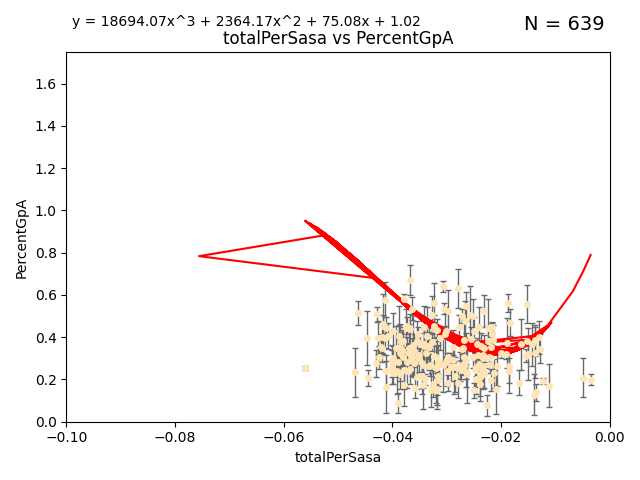 y = 18694.07x^3 + 2364.17x^2 + 75.08x + 1.02
N = 639
totalPerSasa vs PercentGpA
1.6
1.4
1.2
1.0
0.8
0.6
0.4
0.2
0.0
PercentGpA
−0.10 −0.08 −0.06 −0.04 −0.02 0.00
totalPerSasa